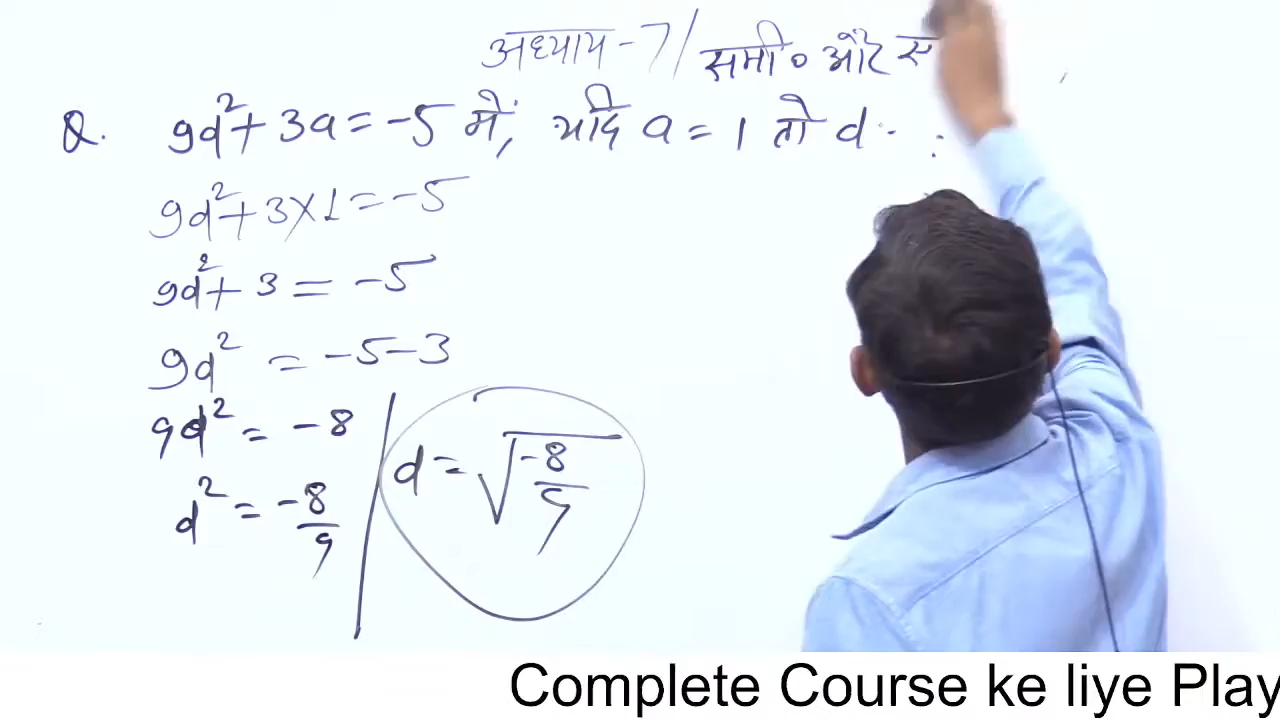 अध्याय - 7 / समी० और स
Q. 9d²+ 3a = -5 में, यदि a = 1 तो d
9d²+ 3×1 = -5
9d²+ 3 = -5
9d² = -5-3
9d² = -8
d² = -8/9
d = √-8/9
Complete Course ke liye Play